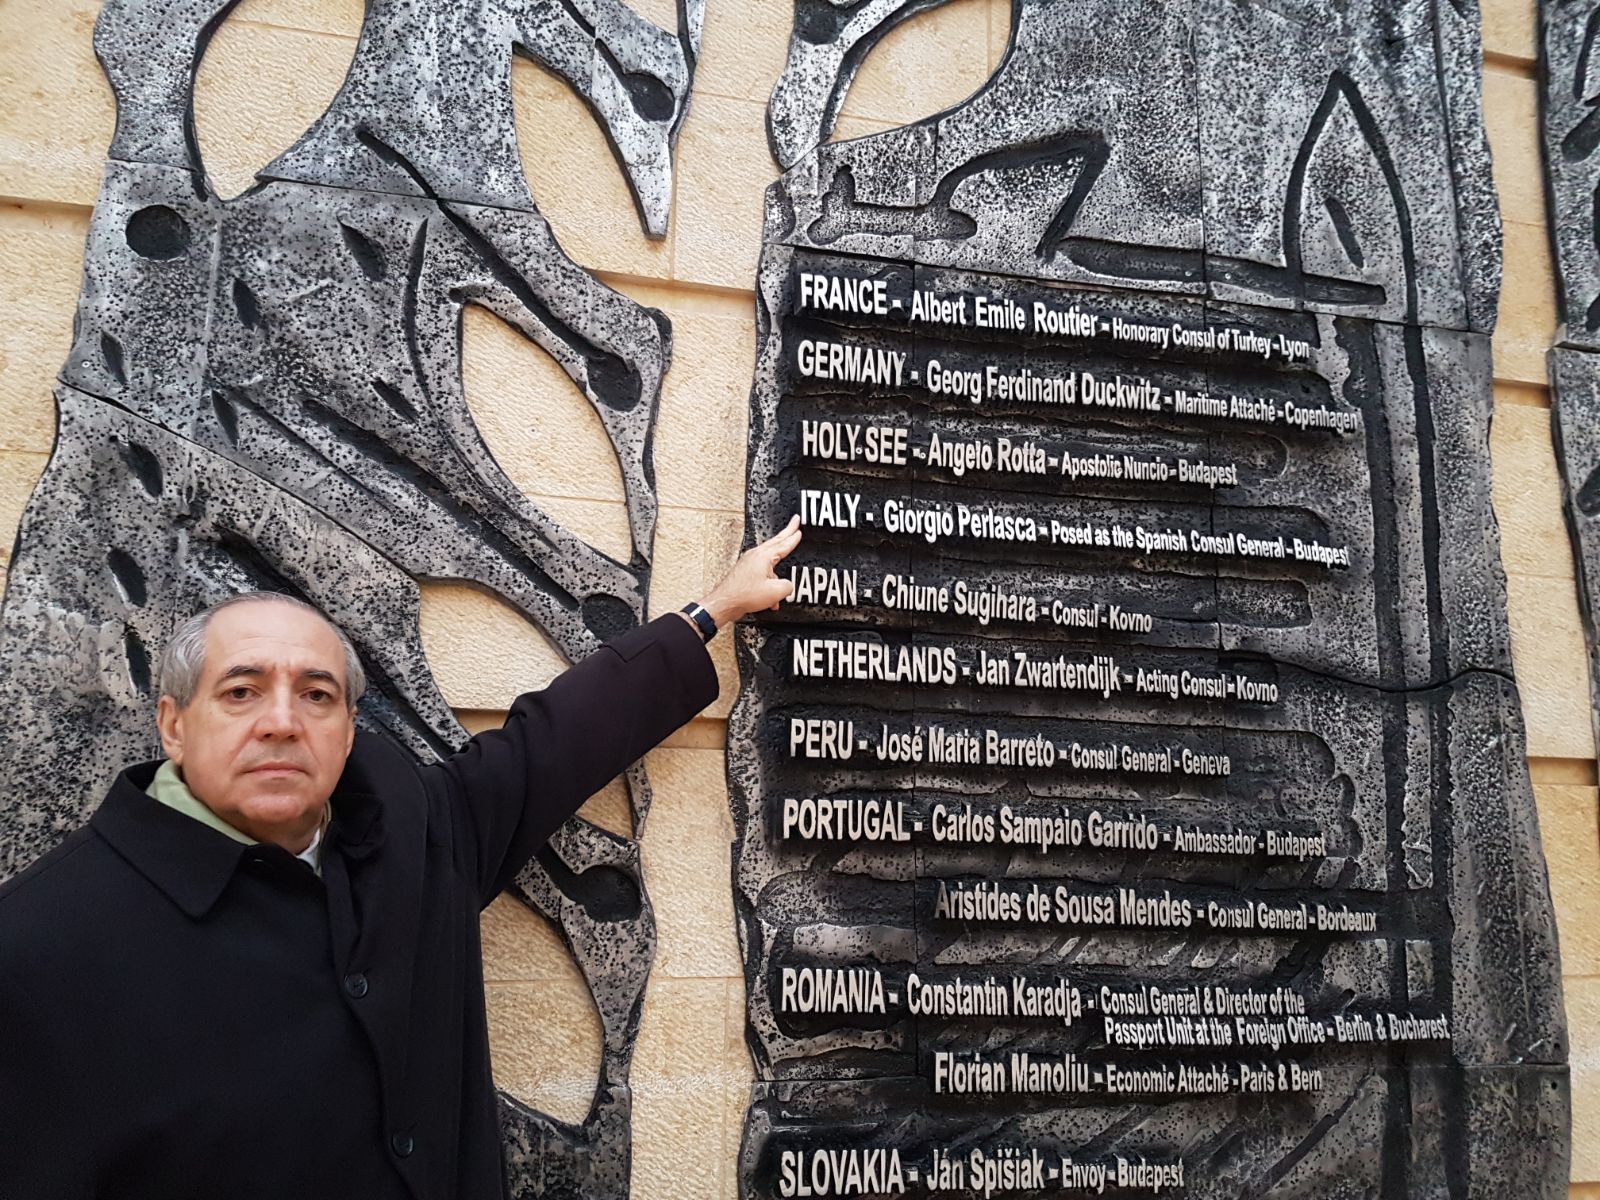 FRANCE - Albert Emile Routier - Honorary Consul of Turkey - Lyon
GERMANY - Georg Ferdinand Duckwitz - Maritime Attaché - Copenhagen
HOLY SEE - Angelo Rotta - Apostolic Nuncio - Budapest
ITALY - Giorgio Perlasca - Posed as the Spanish Consul General - Budapest
JAPAN - Chiune Sugihara - Consul - Kovno
NETHERLANDS - Jan Zwartendijk - Acting Consul - Kovno
PERU - José Maria Barreto - Consul General - Geneva
PORTUGAL - Carlos Sampaio Garrido - Ambassador - Budapest
Aristides de Sousa Mendes - Consul General - Bordeaux
ROMANIA - Constantin Karadja - Consul General & Director of the
Passport Unit at the Foreign Office - Berlin & Bucharest
Florian Manoliu - Economic Attaché - Paris & Bern
SLOVAKIA - Ján Spišiak - Envoy - Budapest